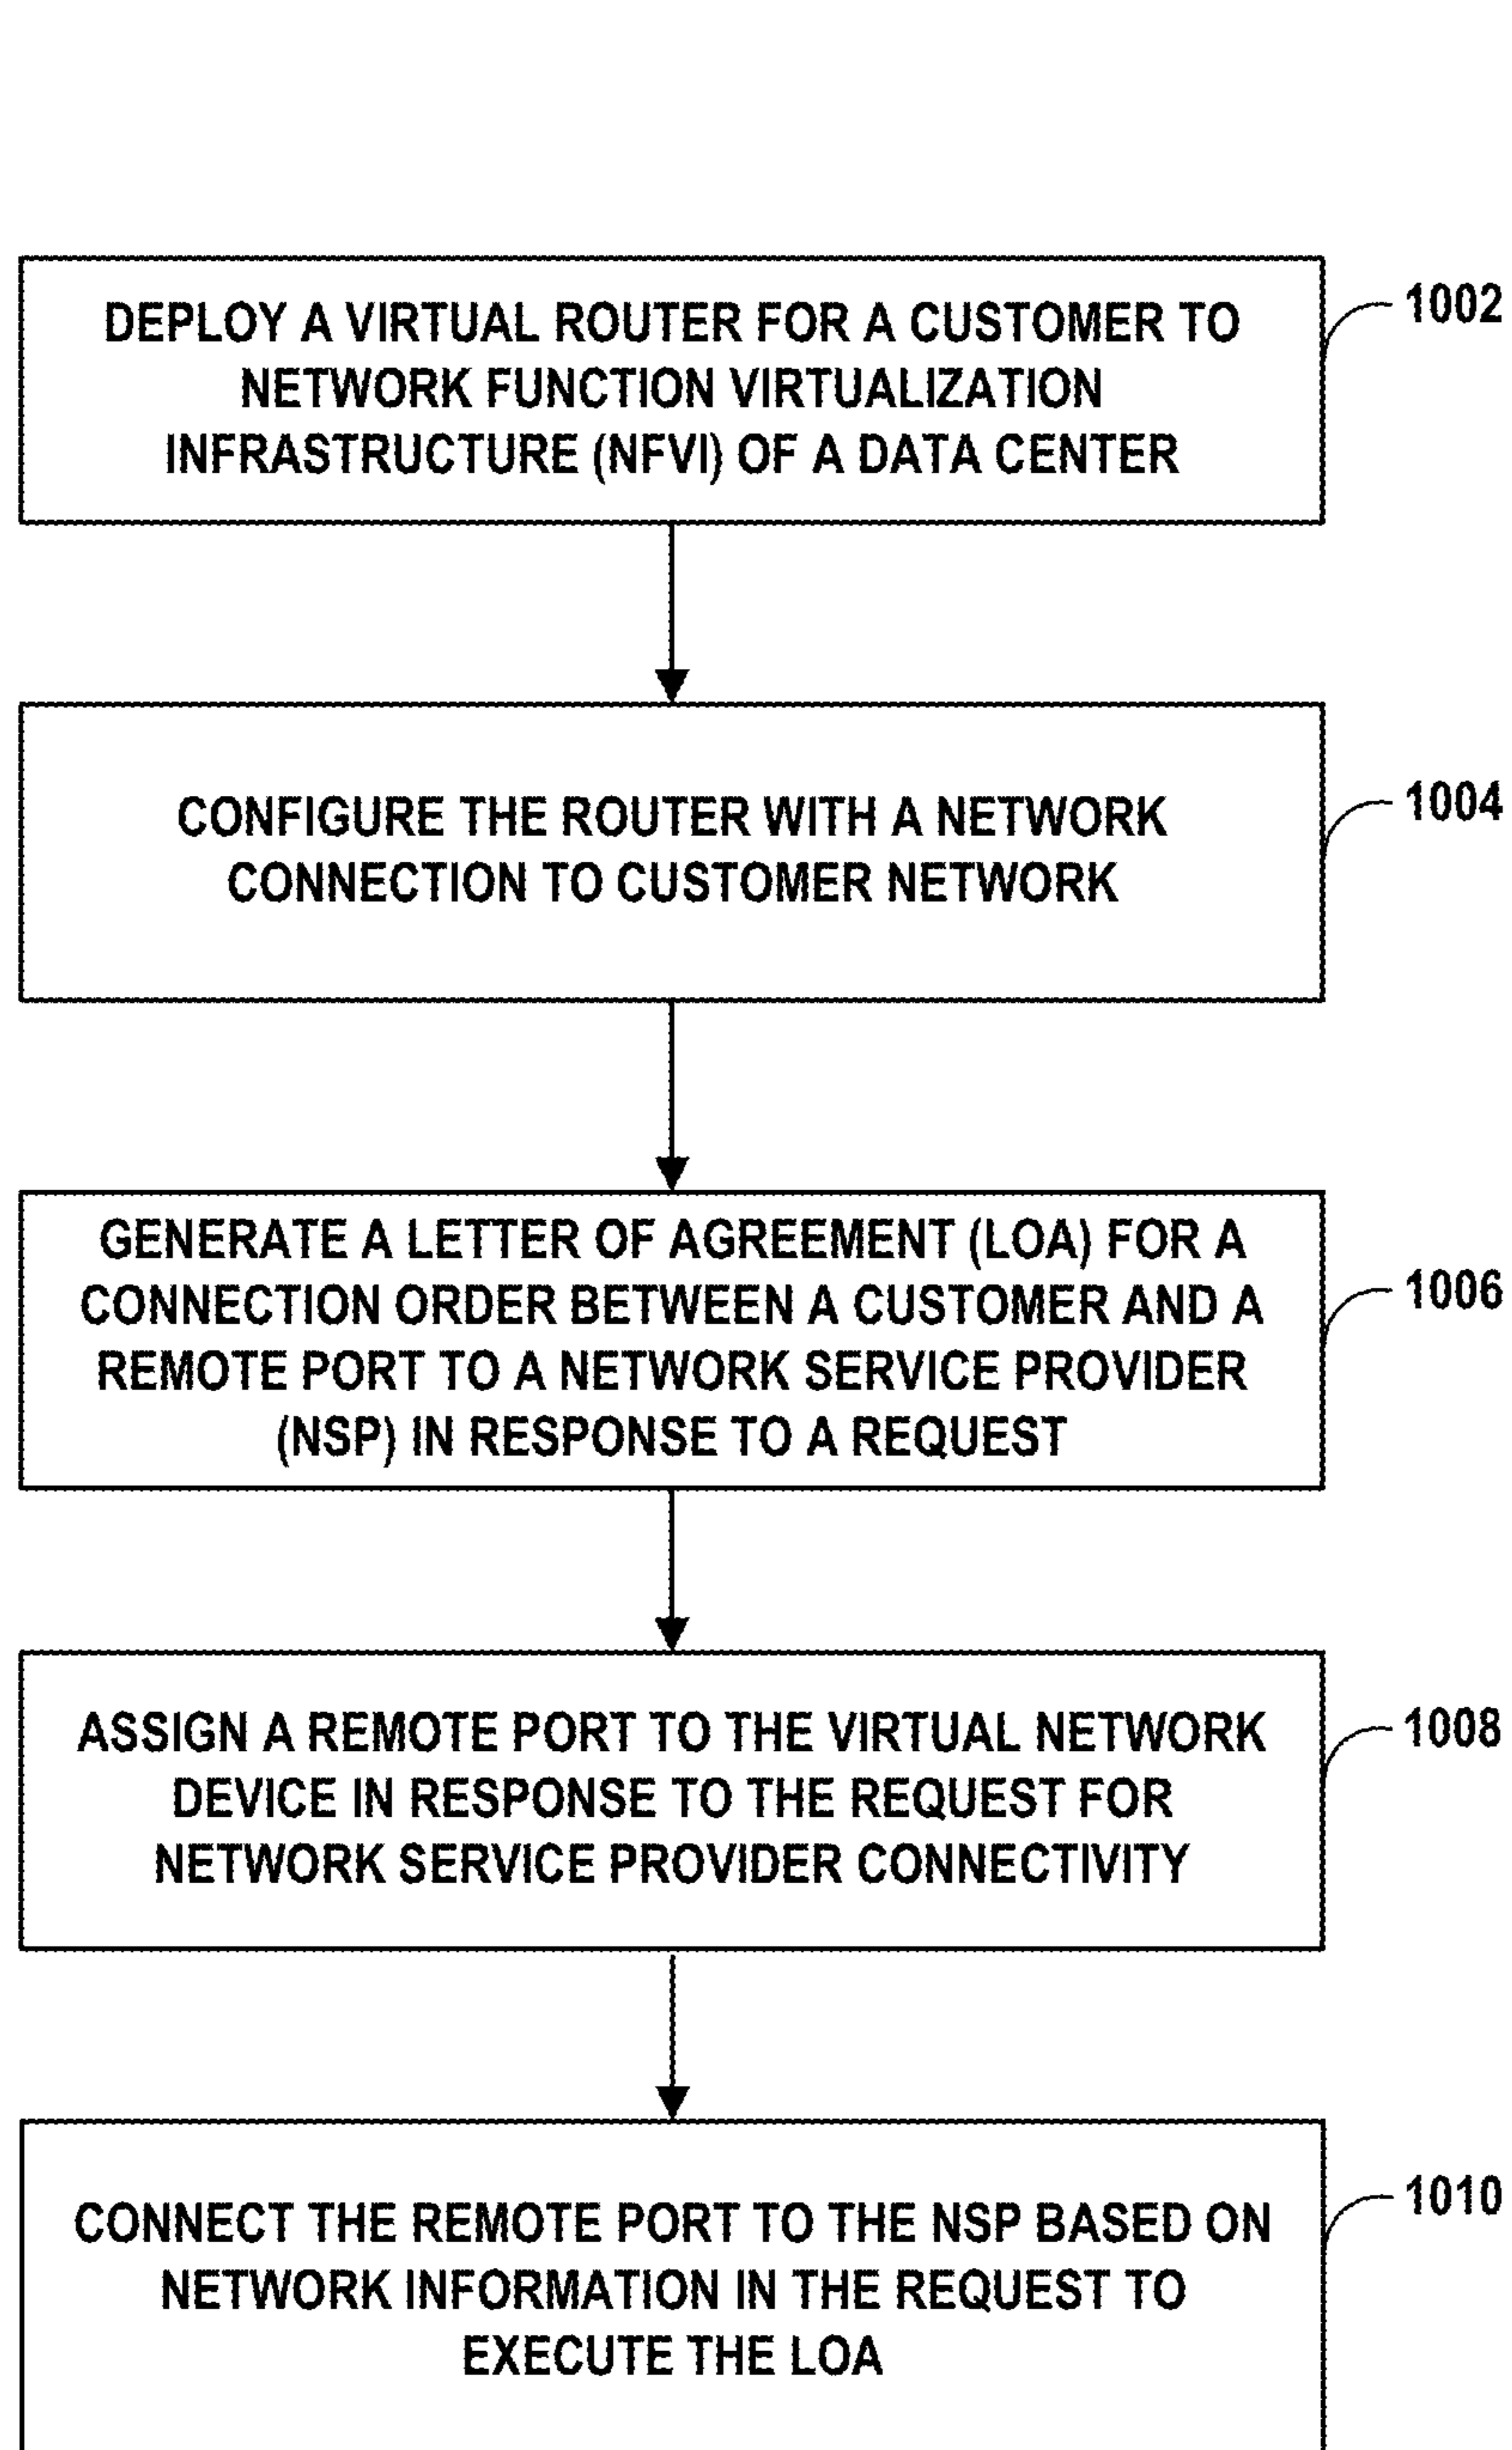 DEPLOY A VIRTUAL ROUTER FOR A CUSTOMER TO
NETWORK FUNCTION VIRTUALIZATION
INFRASTRUCTURE (NFVI) OF A DATA CENTER
1002
CONFIGURE THE ROUTER WITH A NETWORK
CONNECTION TO CUSTOMER NETWORK
1004
GENERATE A LETTER OF AGREEMENT (LOA) FOR A
CONNECTION ORDER BETWEEN A CUSTOMER AND A
REMOTE PORT TO A NETWORK SERVICE PROVIDER
(NSP) IN RESPONSE TO A REQUEST
1006
ASSIGN A REMOTE PORT TO THE VIRTUAL NETWORK
DEVICE IN RESPONSE TO THE REQUEST FOR
NETWORK SERVICE PROVIDER CONNECTIVITY
1008
CONNECT THE REMOTE PORT TO THE NSP BASED ON
NETWORK INFORMATION IN THE REQUEST TO
EXECUTE THE LOA
1010